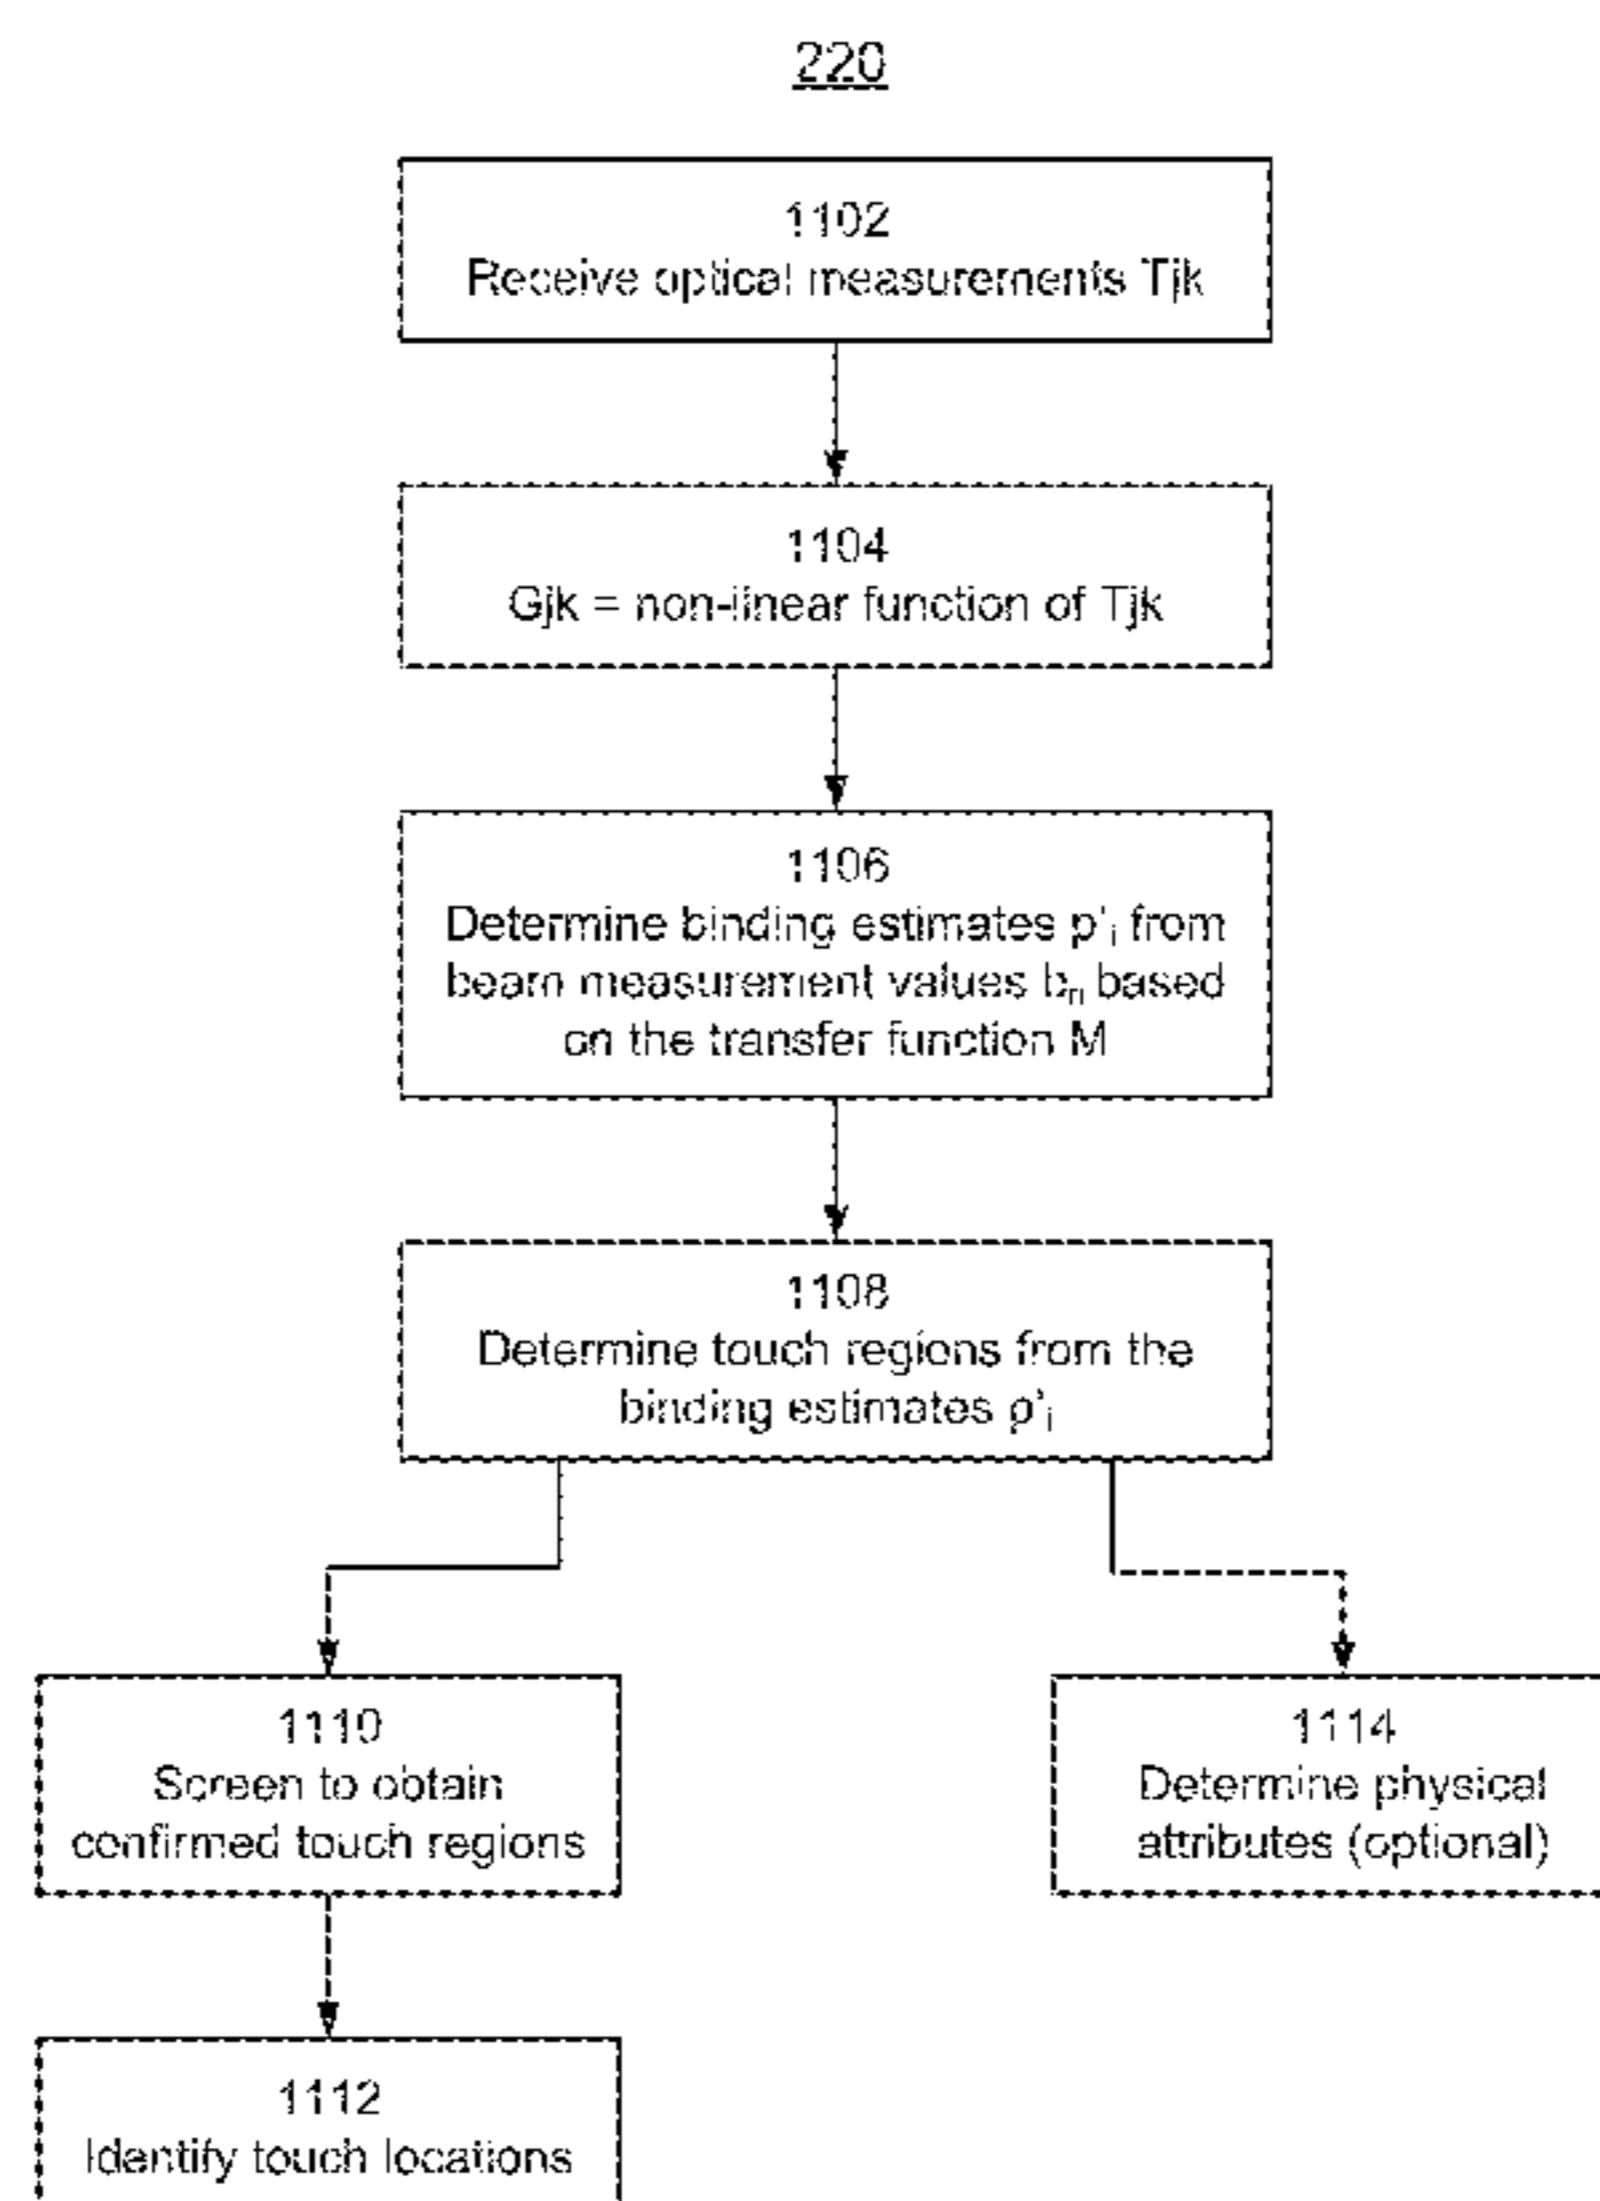 220
1102
Receive optical measurements Tjk
1104
Gjk = non-linear function of Tjk
1106
Determine binding estimates ρ'ᵢ from
beam measurement values bₙ based
on the transfer function M
1108
Determine touch regions from the
binding estimates ρ'ᵢ
1110
Screen to obtain
confirmed touch regions
1114
Determine physical
attributes (optional)
1112
Identify touch locations